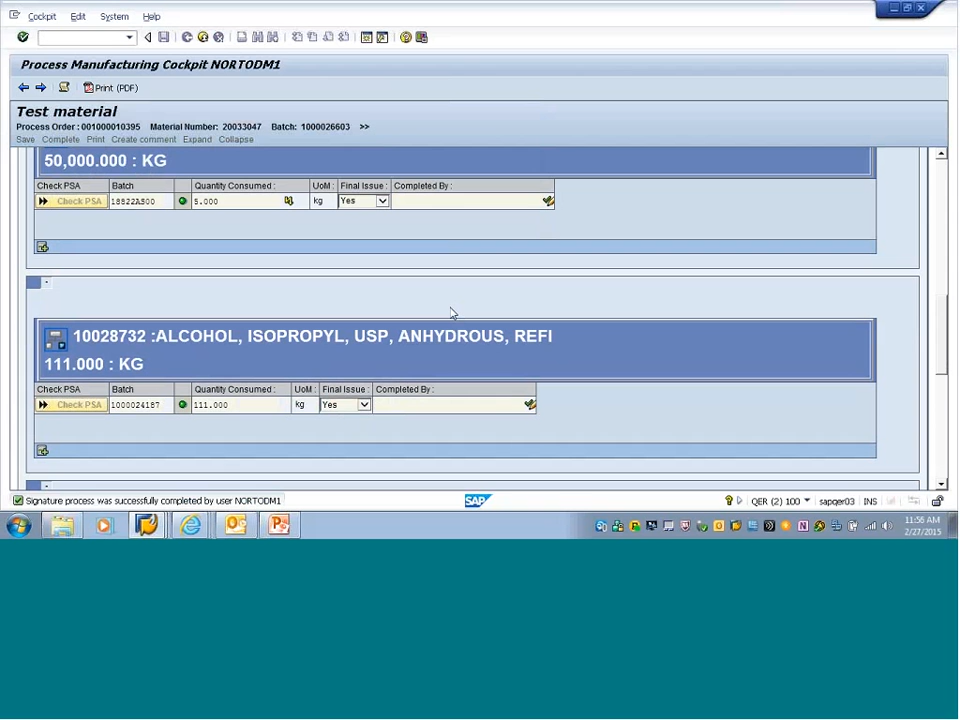 Cockpit Edit System Help
Process Manufacturing Cockpit NORTODM1
Print (PDF)
Test material
Process Order : 001000010395 Material Number: 20033047 Batch: 1000026603 >>
Save Complete Print Create comment Expand Collapse
50,000.000 : KG
Check PSA Batch Quantity Consumed : UoM : Final Issue : Completed By :
Check PSA 18822AS00 5.000 kg Yes
10028732 :ALCOHOL, ISOPROPYL, USP, ANHYDROUS, REFI
111.000 : KG
Check PSA Batch Quantity Consumed : UoM : Final Issue : Completed By :
Check PSA 1000024187 111.000 kg Yes
Signature process was successfully completed by user NORTODM1
SAP
QER (2) 100 sapqer03 INS
11:56 AM
2/27/2015